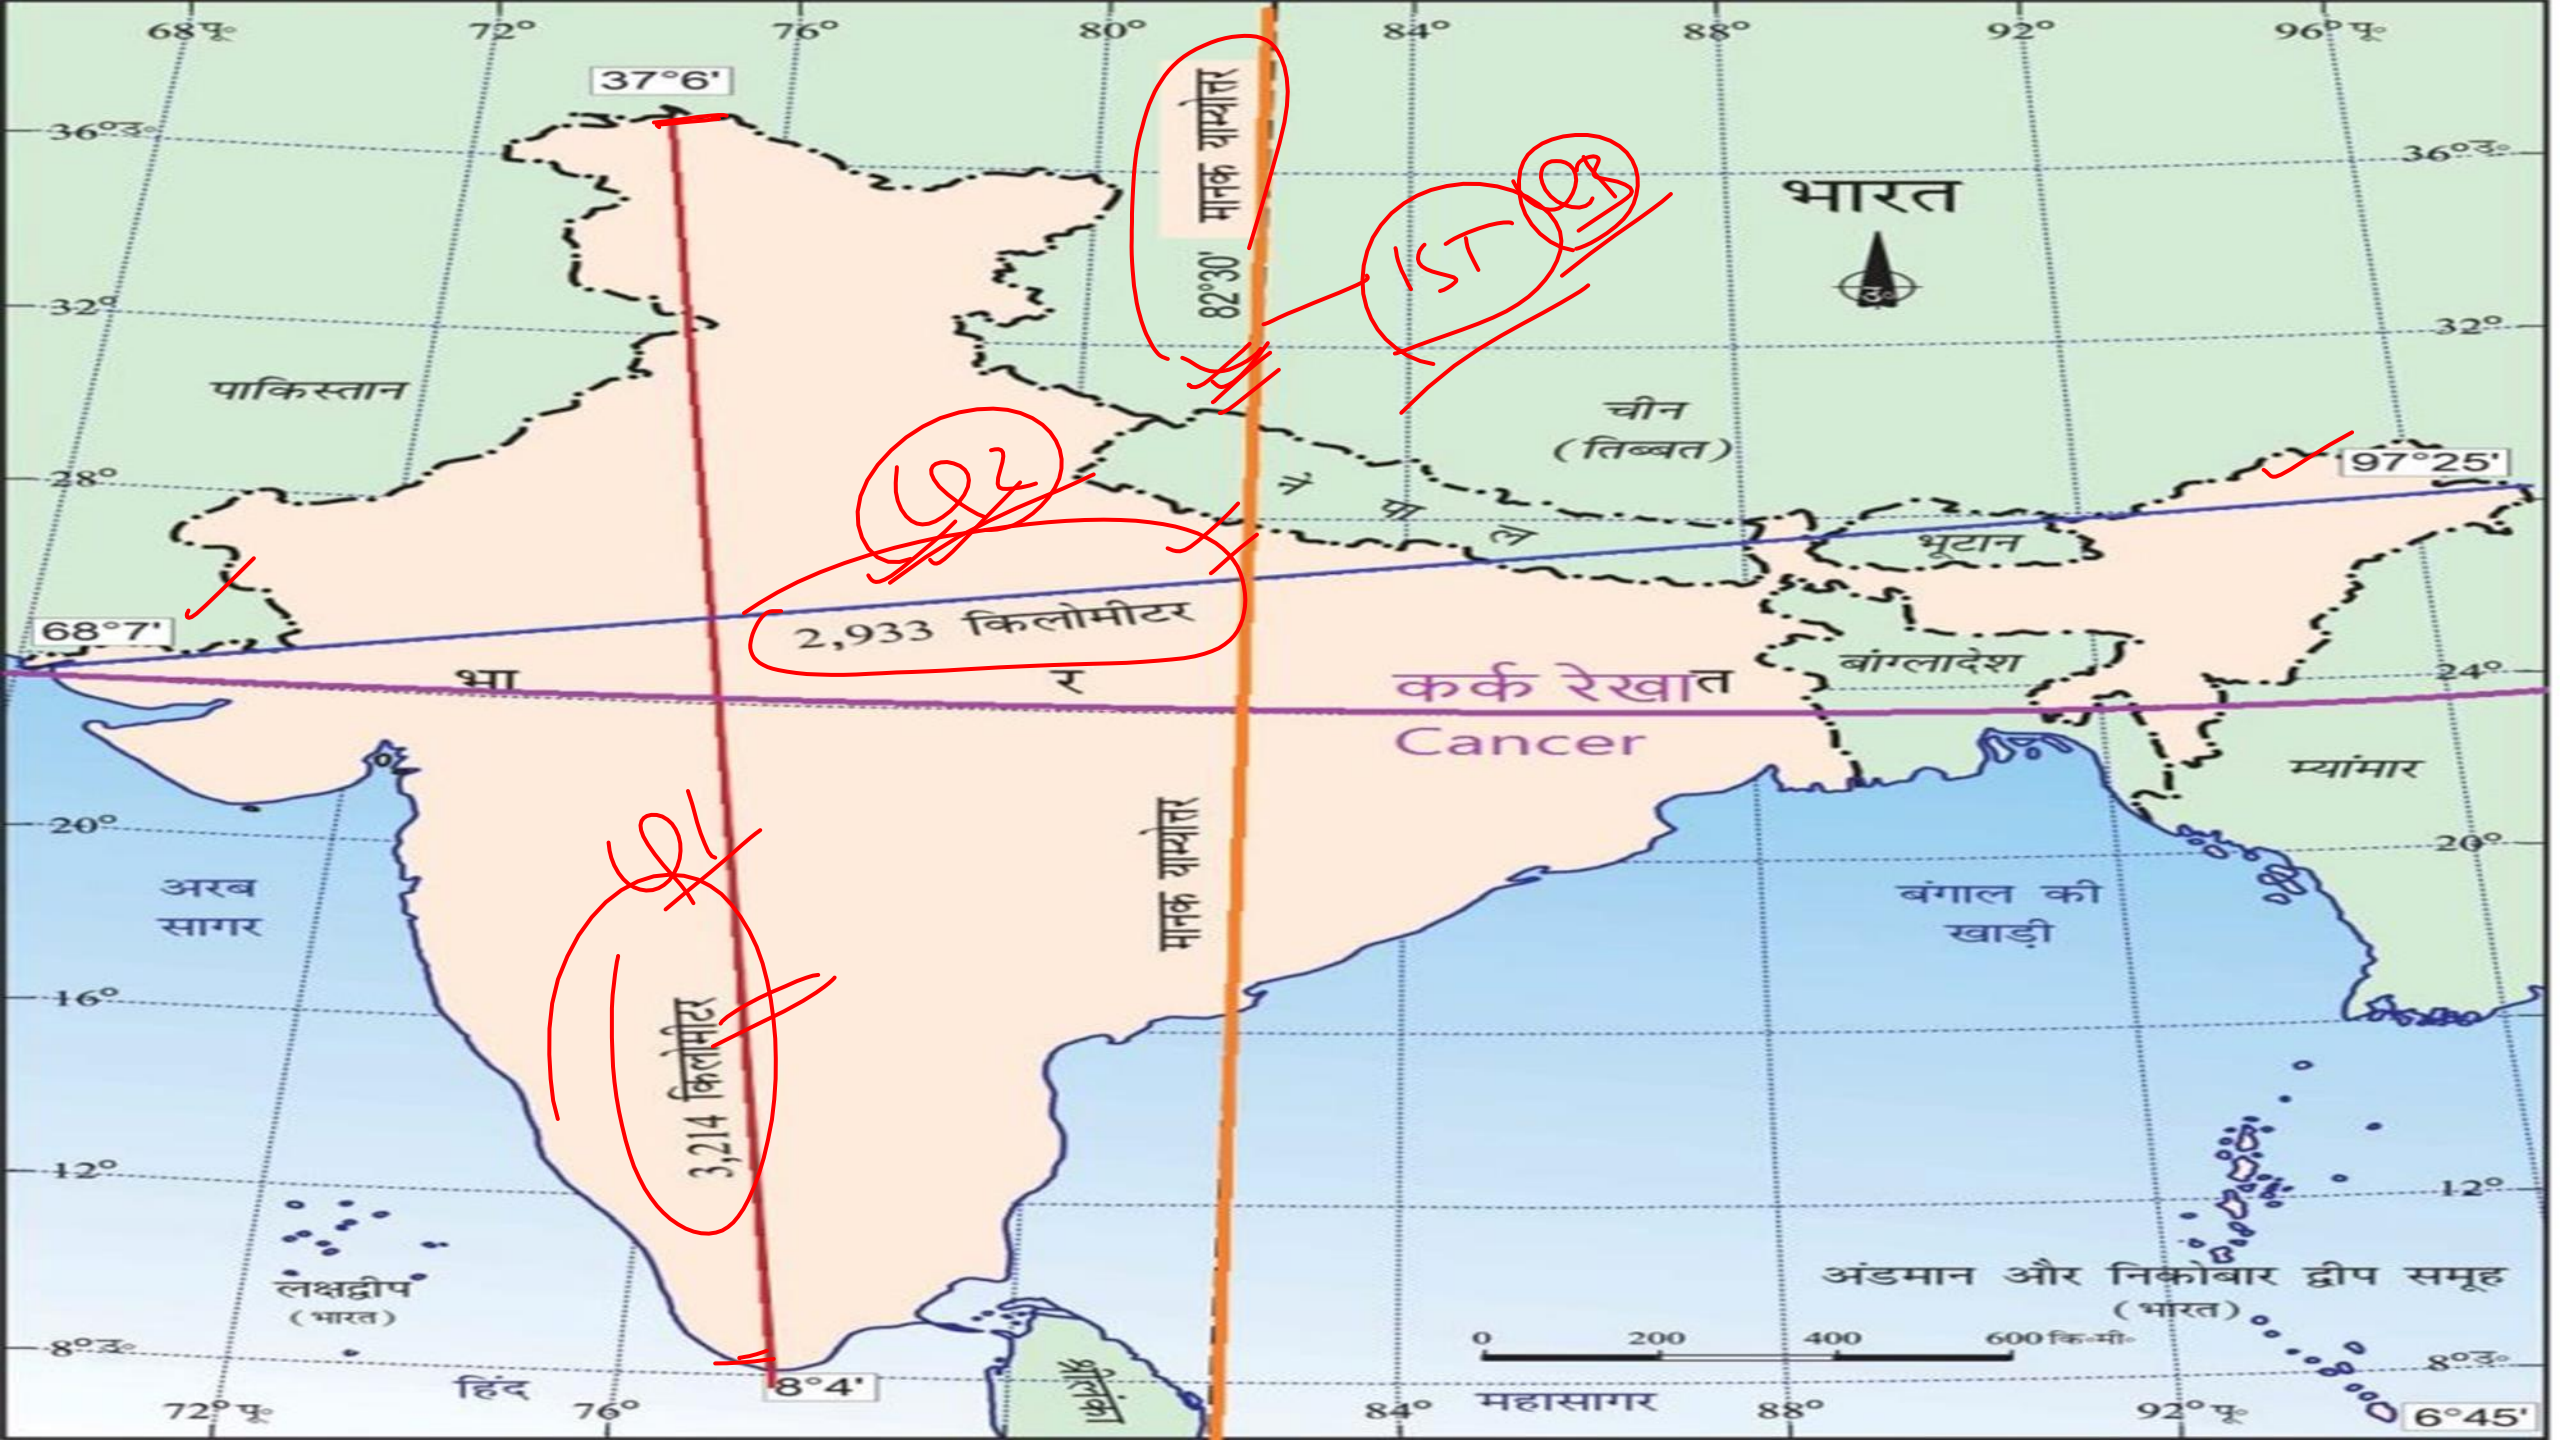 68°पू॰ 72° 76° 80° 84° 88° 92° 96°पू॰
37°6'
मानक याम्योत्तर
82°30'
36°उ॰
36°उ॰
Q3
IST
भारत
उ॰
32°
32°
पाकिस्तान
चीन
(तिब्बत)
Q2
97°25'
28°
ने पा ल
भूटान
68°7'
2,933 किलोमीटर
बांग्लादेश
भा र त
कर्क रेखा
Cancer
24°
म्यांमार
Q1
मानक याम्योत्तर
20°
20°
अरब
सागर
बंगाल की
खाड़ी
16°
3,214 किलोमीटर
12°
12°
लक्षद्वीप
(भारत)
अंडमान और निकोबार द्वीप समूह
(भारत)
0 200 400 600 कि॰मी॰
8°उ॰
8°उ॰
हिंद
8°4'
श्रीलंका
महासागर
72°पू॰ 76° 84° 88° 92°पू॰
6°45'